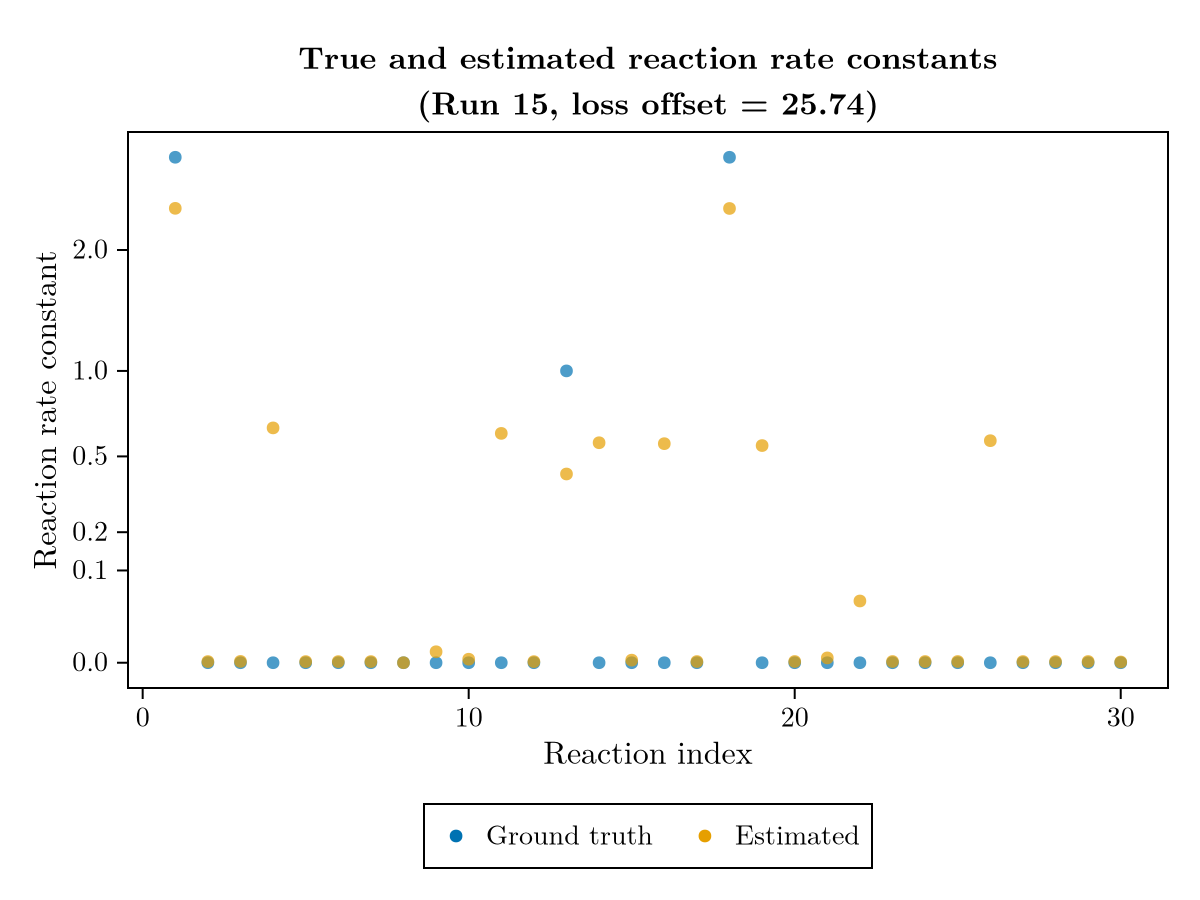 True and estimated reaction rate constants
(Run 15, loss offset = 25.74)
Reaction rate constant
2.0
1.0
0.5
0.2
0.1
0.0
0 10 20 30
Reaction index
Ground truth Estimated